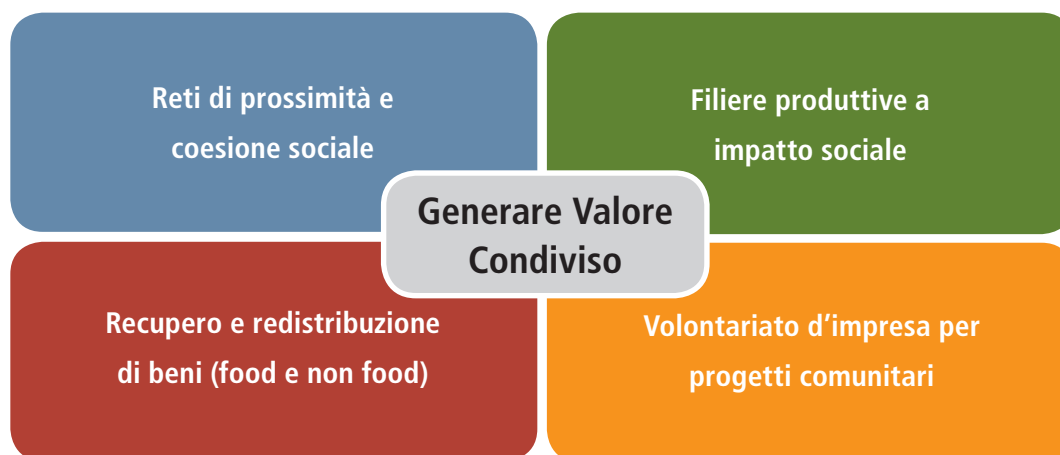 Reti di prossimità e
coesione sociale
Filiere produttive a
impatto sociale
Generare Valore
Condiviso
Recupero e redistribuzione
di beni (food e non food)
Volontariato d’impresa per
progetti comunitari